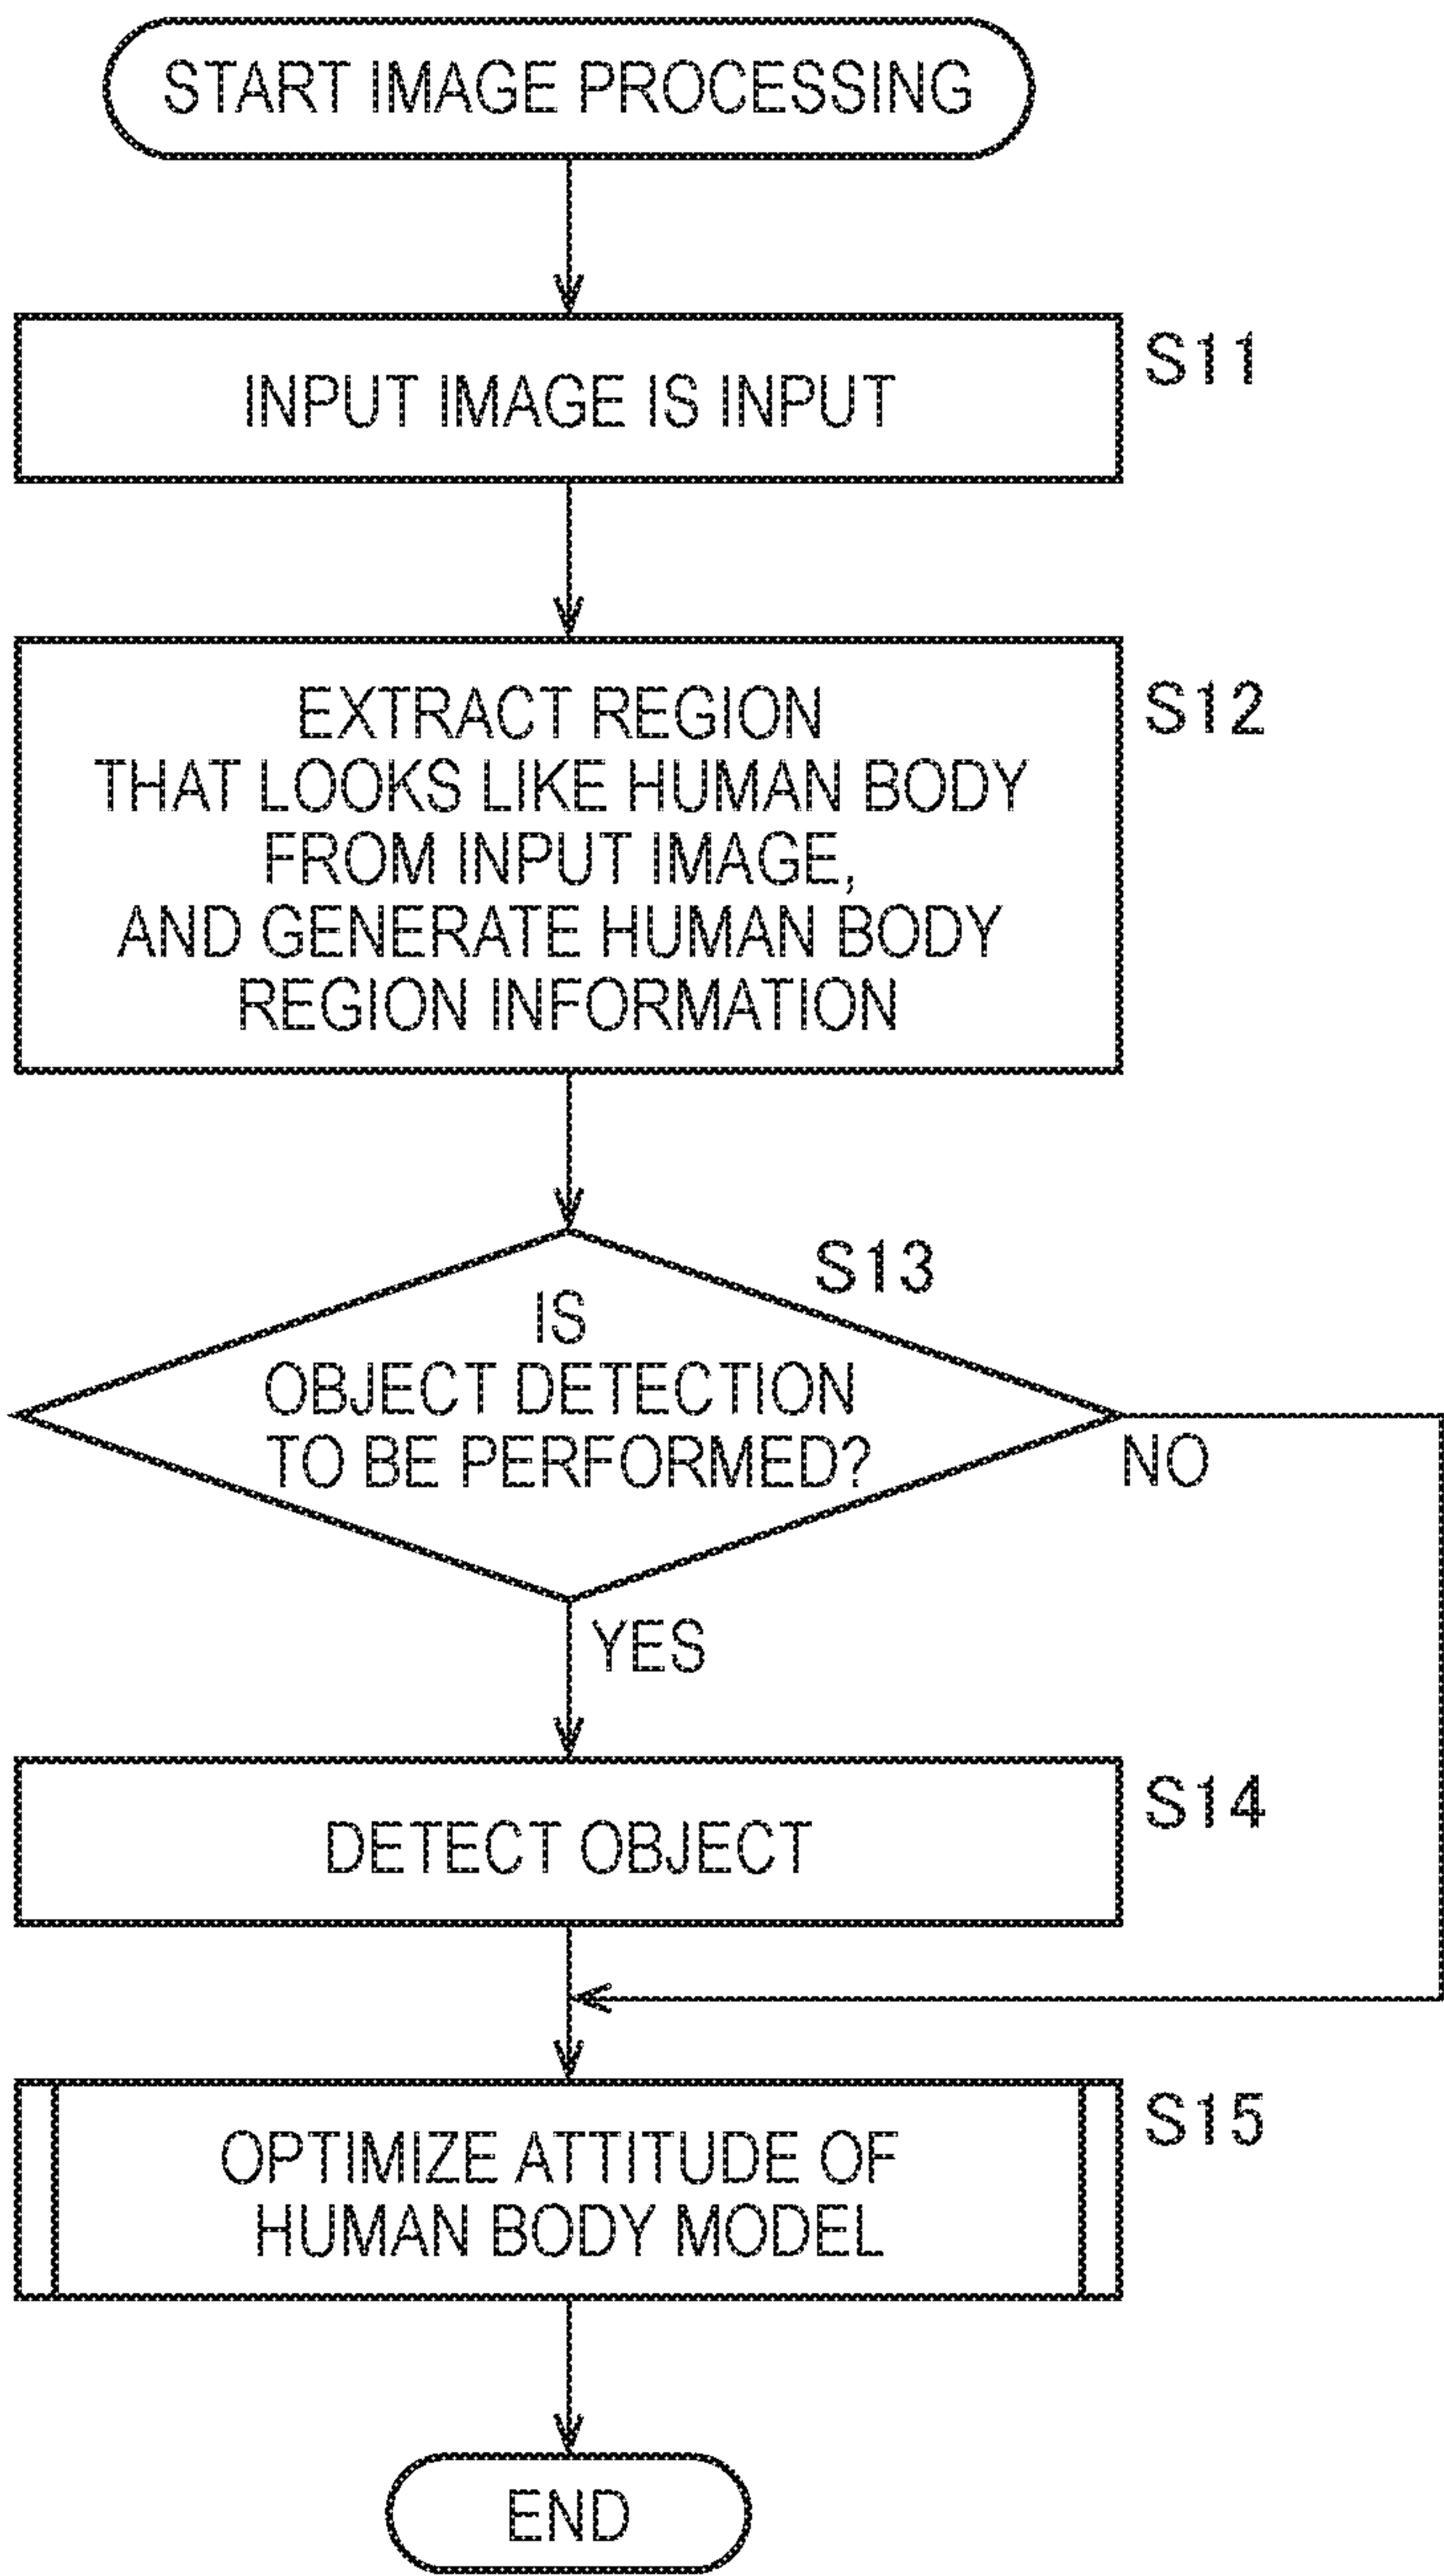 START IMAGE PROCESSING
INPUT IMAGE IS INPUT
S11
EXTRACT REGION
THAT LOOKS LIKE HUMAN BODY
FROM INPUT IMAGE,
AND GENERATE HUMAN BODY
REGION INFORMATION
S12
S13
IS
OBJECT DETECTION
TO BE PERFORMED?
NO
YES
DETECT OBJECT
S14
OPTIMIZE ATTITUDE OF
HUMAN BODY MODEL
S15
END